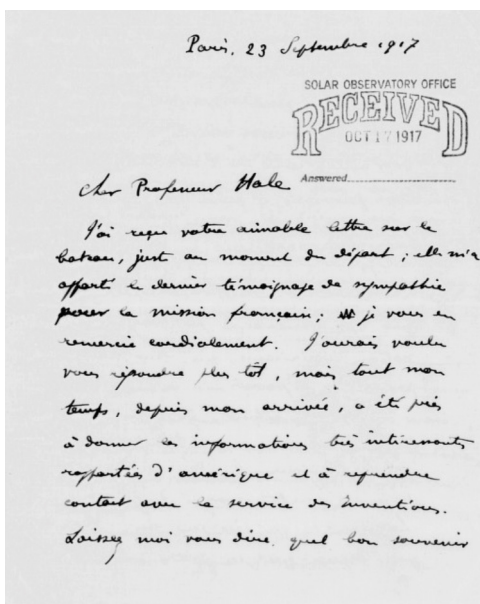 Paris, 23 Septembre 1917
SOLAR OBSERVATORY OFFICE
RECEIVED
OCT 17 1917
Answered
Cher Professeur Hale
J'ai reçu votre aimable lettre sur le
bateau, just au moment du départ ; elle m'a
apporté le dernier témoignage de sympathie
pour la mission français ; je vous en
remercie cordialement. J'aurais voulu
vous répondre plus tôt, mais tout mon
temps, depuis mon arrivée, a été pris
à donner les informations très intéressants
rapportées d'amérique et à reprendre
contact avec le service des Inventions.
Laissez moi vous dire quel bon souvenir